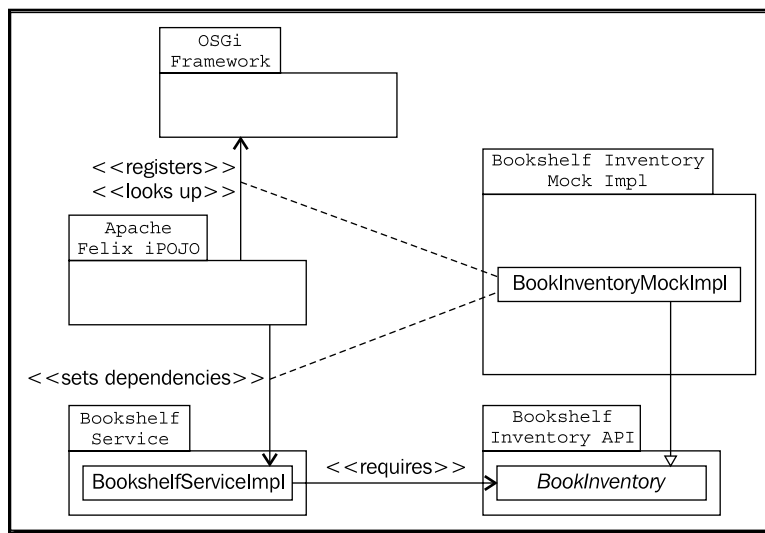 OSGi
Framework
<<registers>>
<<looks up>>
Bookshelf Inventory
Mock Impl
Apache
Felix iPOJO
BookInventoryMockImpl
<<sets dependencies>>
Bookshelf
Service
Bookshelf
Inventory API
BookshelfServiceImpl
<<requires>>
BookInventory